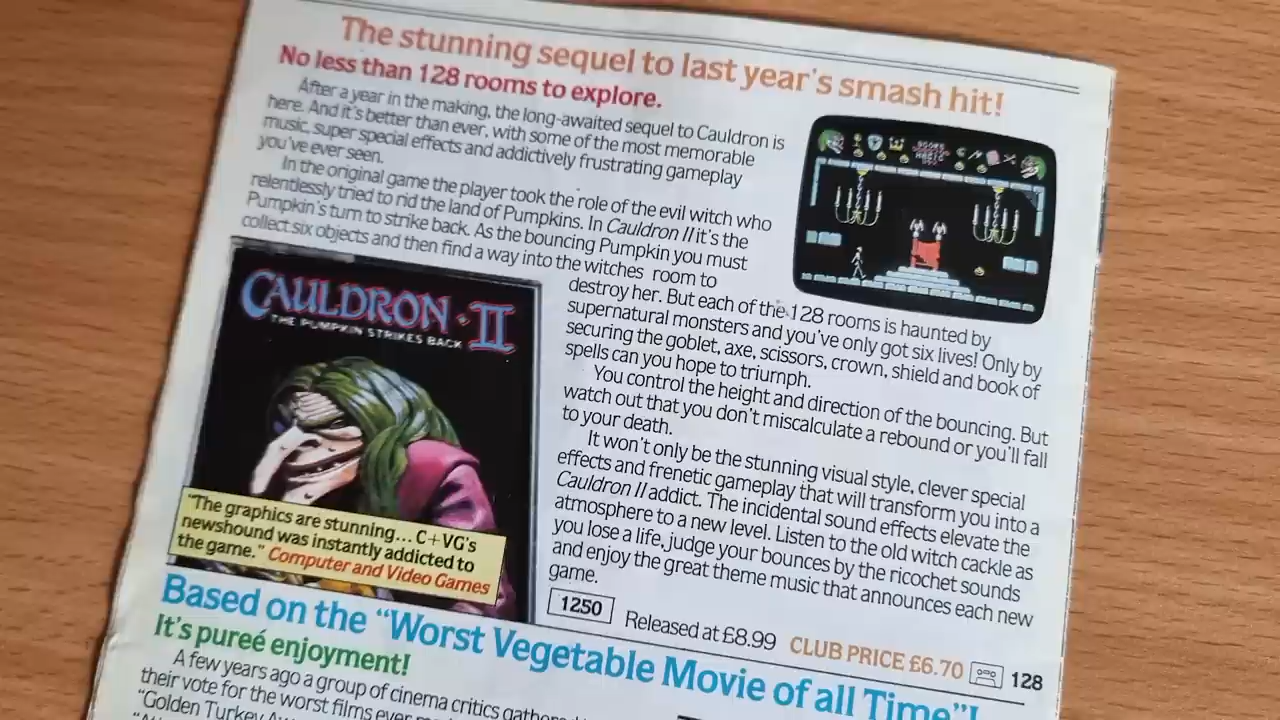 The stunning sequel to last year's smash hit!
No less than 128 rooms to explore.
After a year in the making, the long-awaited sequel to Cauldron is
here. And it's better than ever, with some of the most memorable
music, super special effects and addictively frustrating gameplay
you've ever seen.
In the original game the player took the role of the evil witch who
relentlessly tried to rid the land of Pumpkins. In Cauldron II it's the
Pumpkin's turn to strike back. As the bouncing Pumpkin you must
collect six objects and then find a way into the witches room to
destroy her. But each of the 128 rooms is haunted by
supernatural monsters and you've only got six lives! Only by
securing the goblet, axe, scissors, crown, shield and book of
spells can you hope to triumph.
You control the height and direction of the bouncing. But
watch out that you don't miscalculate a rebound or you'll fall
to your death.
It won't only be the stunning visual style, clever special
effects and frenetic gameplay that will transform you into a
Cauldron II addict. The incidental sound effects elevate the
atmosphere to a new level. Listen to the old witch cackle as
you lose a life, judge your bounces by the ricochet sounds
and enjoy the great theme music that announces each new
game.
CAULDRON·II
THE PUMPKIN STRIKES BACK
"The graphics are stunning... C+VG's
newshound was instantly addicted to
the game." Computer and Video Games
1250 Released at £8.99 CLUB PRICE £6.70 128
Based on the "Worst Vegetable Movie of all Time"!
It's pureé enjoyment!
A few years ago a group of cinema critics gathered
their vote for the worst films ever
"Golden Turkey